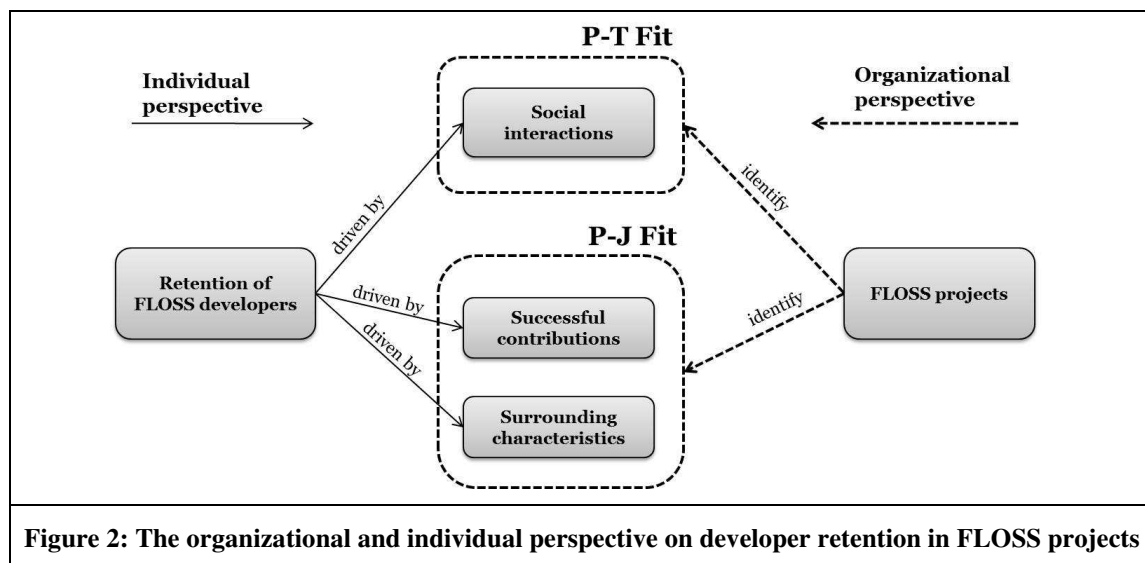 P-T Fit
Individual
perspective
Organizational
perspective
Social
interactions
driven by
identify
P-J Fit
Retention of
FLOSS developers
driven by
driven by
Successful
contributions
Surrounding
characteristics
identify
FLOSS projects
Figure 2: The organizational and individual perspective on developer retention in FLOSS projects